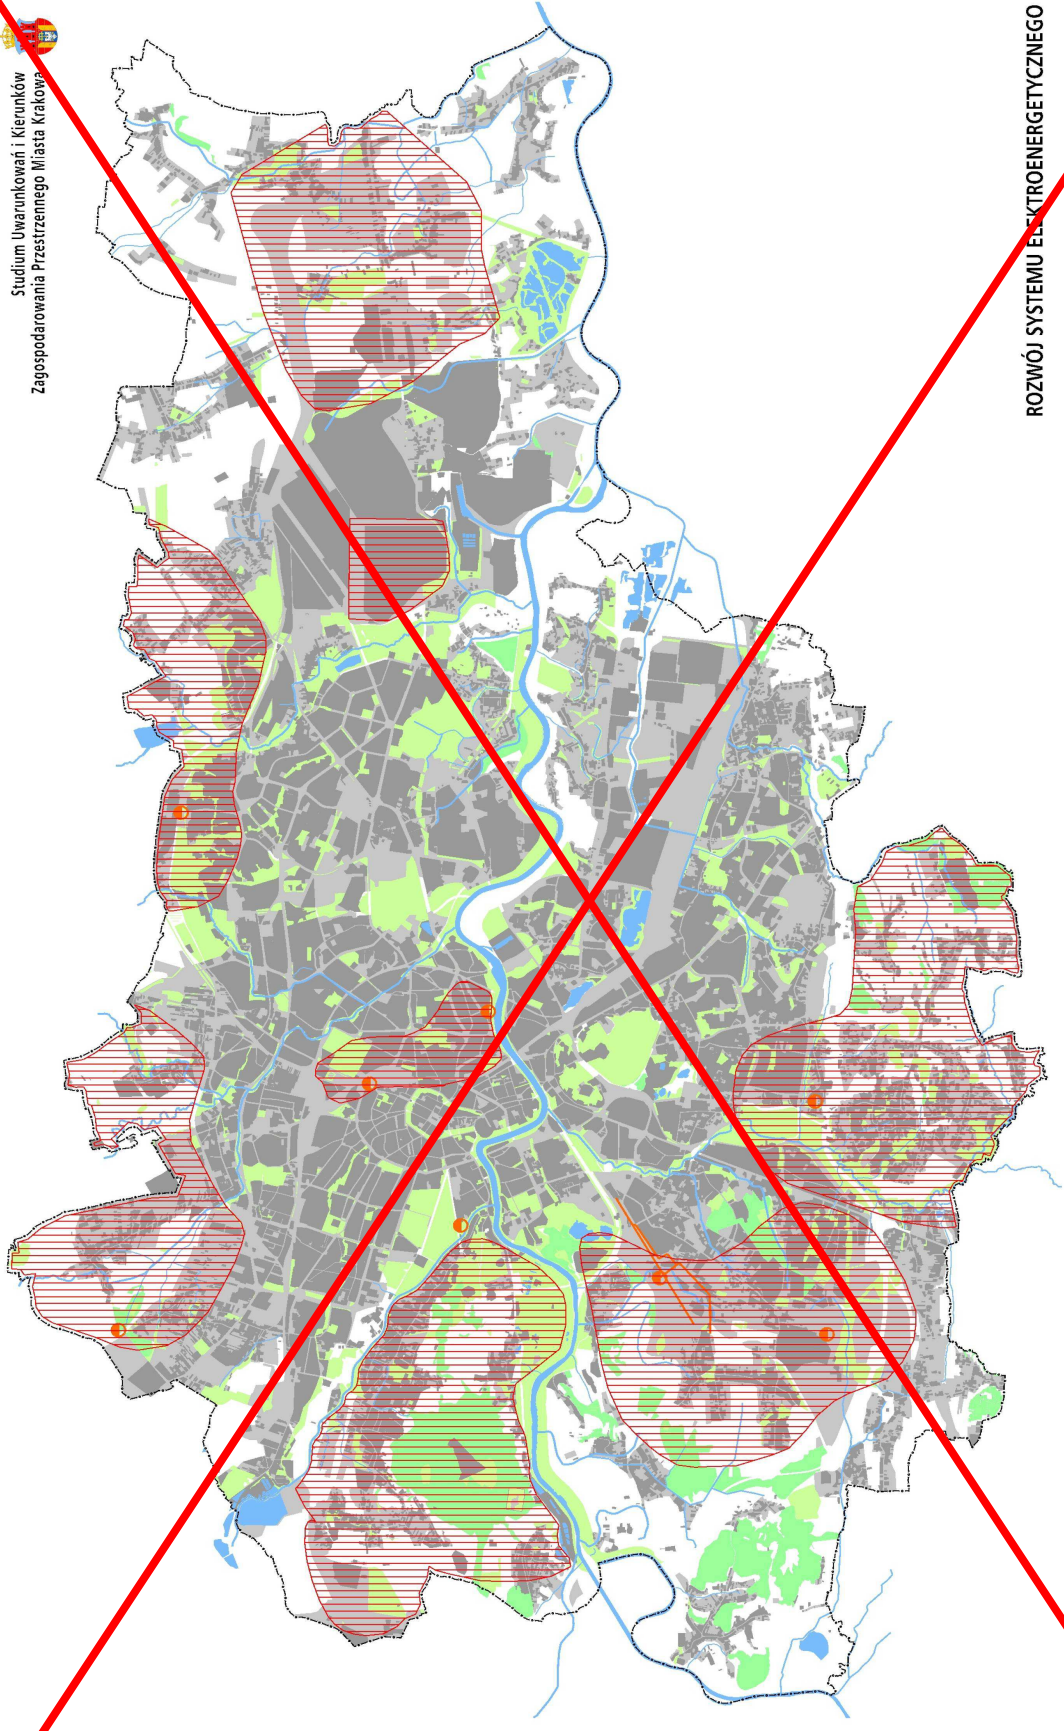 Studium Uwarunkowań i Kierunków
Zagospodarowania Przestrzennego Miasta Krakowa
ROZWÓJ SYSTEMU ELEKTROENERGETYCZNEGO